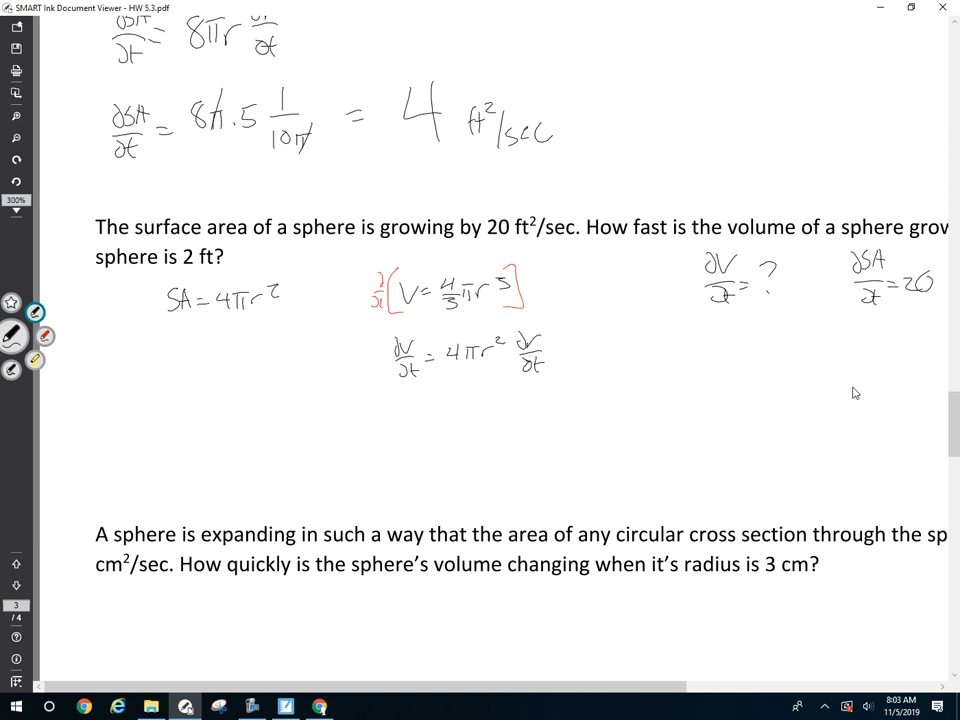 SMART Ink Document Viewer - HW 5.3.pdf
∂SA/∂t = 8πr ∂r/∂t
∂SA/∂t = 8π · 5 1/10π = 4 ft²/sec
300%
The surface area of a sphere is growing by 20 ft²/sec. How fast is the volume of a sphere grow
sphere is 2 ft?
∂V/∂t = ? ∂SA/∂t = 20
SA = 4πr² ∂/∂t [V = 4/3 πr³]
∂V/∂t = 4πr² ∂r/∂t
A sphere is expanding in such a way that the area of any circular cross section through the sp
cm²/sec. How quickly is the sphere’s volume changing when it’s radius is 3 cm?
3
/ 4
8:03 AM
11/5/2019